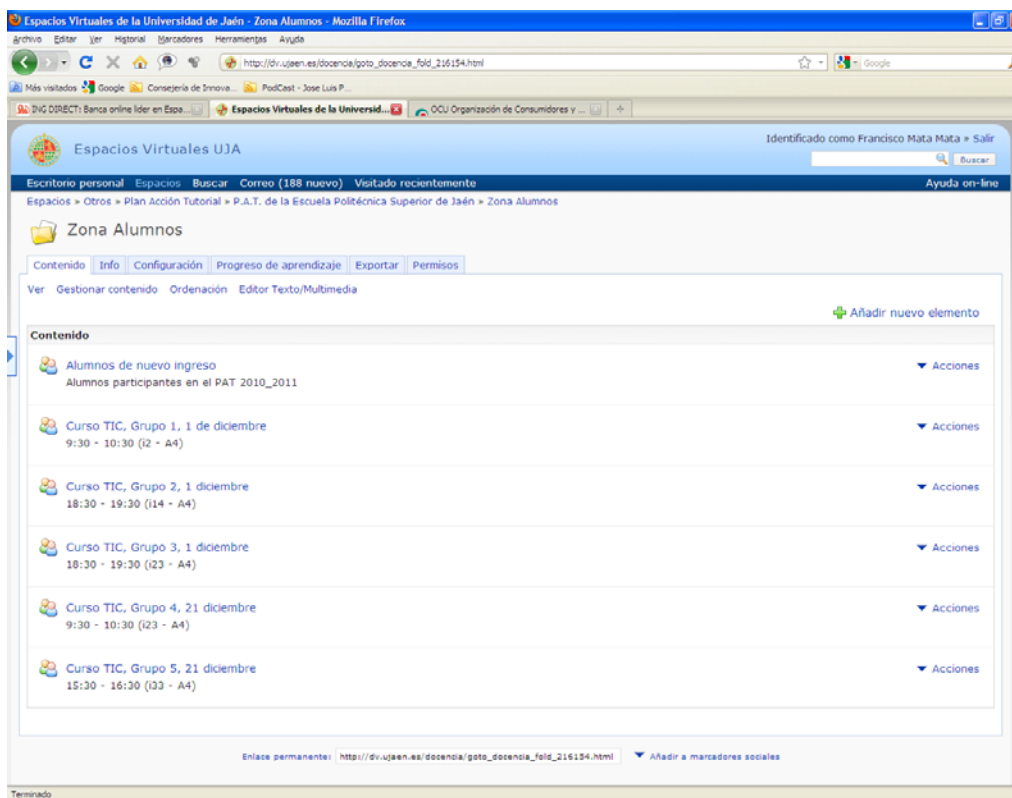 Espacios Virtuales de la Universidad de Jaén - Zona Alumnos - Mozilla Firefox
Archivo Editar Ver Historial Marcadores Herramientas Ayuda
http://dv.ujaen.es/docencia/goto_docencia_fold_216154.html Google
Más visitados Google Consejería de Innova... PodCast - Jose Luis P...
ING DIRECT: Banca online líder en Espa... Espacios Virtuales de la Universid... OCU Organización de Consumidores y ...
Identificado como Francisco Mata Mata » Salir
Espacios Virtuales UJA
Buscar
Escritorio personal Espacios Buscar Correo (188 nuevo) Visitado recientemente Ayuda on-line
Espacios » Otros » Plan Acción Tutorial » P.A.T. de la Escuela Politécnica Superior de Jaén » Zona Alumnos
Zona Alumnos
Contenido Info Configuración Progreso de aprendizaje Exportar Permisos
Ver Gestionar contenido Ordenación Editor Texto/Multimedia
Añadir nuevo elemento
Contenido
Alumnos de nuevo ingreso Acciones
Alumnos participantes en el PAT 2010_2011
Curso TIC, Grupo 1, 1 de diciembre Acciones
9:30 - 10:30 (i2 - A4)
Curso TIC, Grupo 2, 1 diciembre Acciones
18:30 - 19:30 (i14 - A4)
Curso TIC, Grupo 3, 1 diciembre Acciones
18:30 - 19:30 (i23 - A4)
Curso TIC, Grupo 4, 21 diciembre Acciones
9:30 - 10:30 (i23 - A4)
Curso TIC, Grupo 5, 21 diciembre Acciones
15:30 - 16:30 (i33 - A4)
Enlace permanente: http://dv.ujaen.es/docencia/goto_docencia_fold_216154.html Añadir a marcadores sociales
Terminado